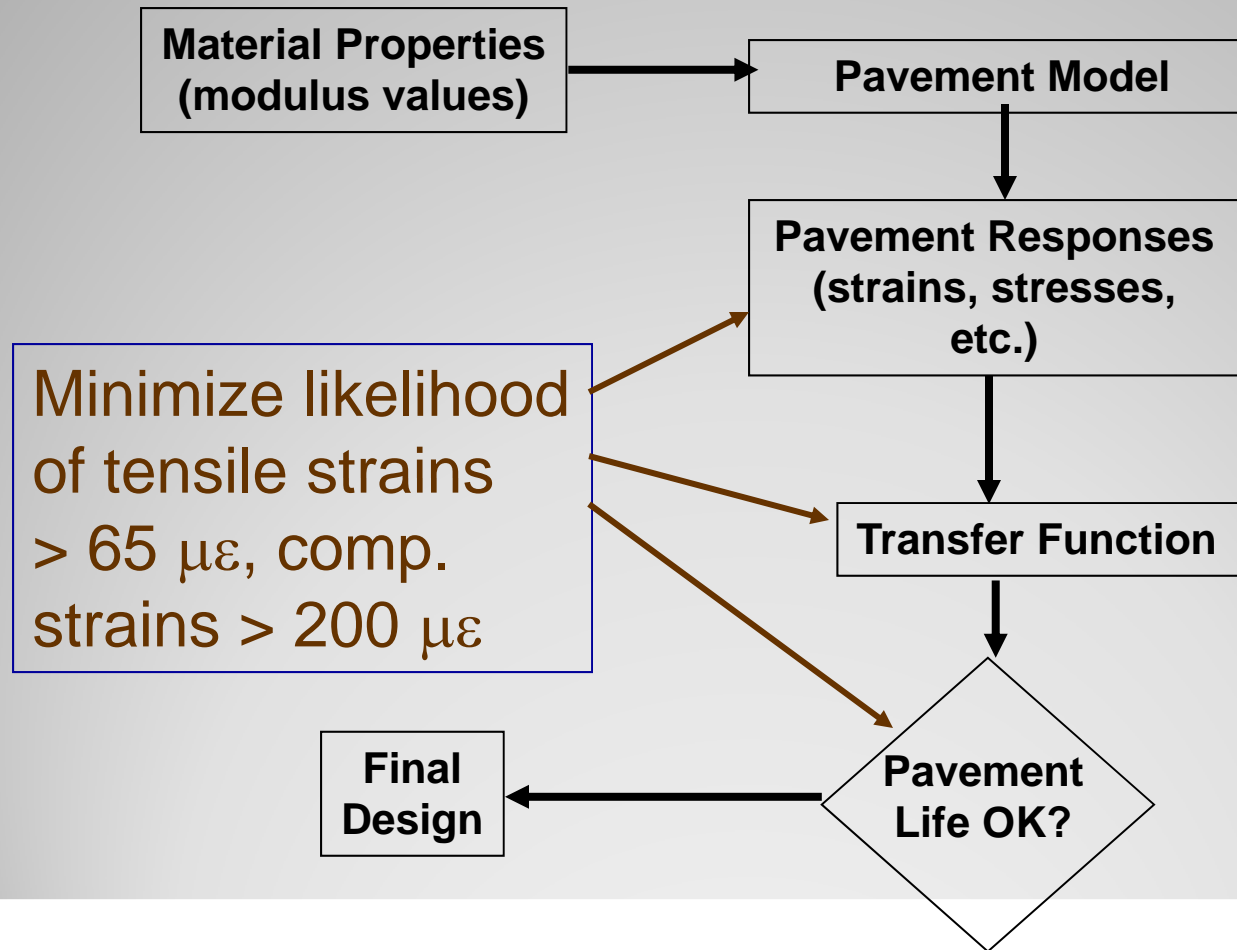 Material Properties
(modulus values)
Pavement Model
Pavement Responses
(strains, stresses,
etc.)
Minimize likelihood
of tensile strains
> 65 με, comp.
strains > 200 με
Transfer Function
Pavement
Life OK?
Final
Design